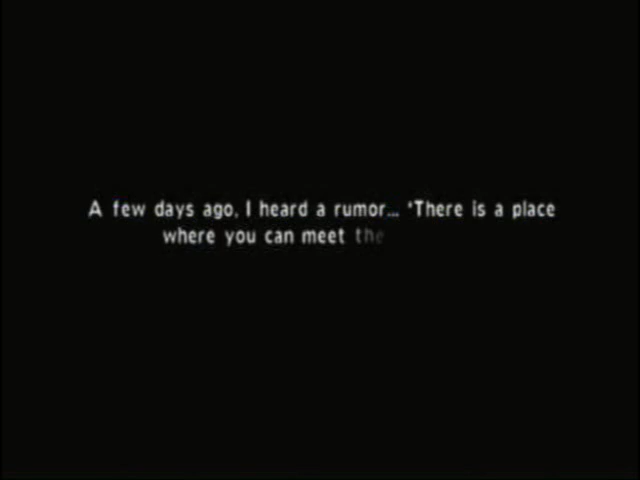 A few days ago, I heard a rumor... "There is a place
where you can meet the